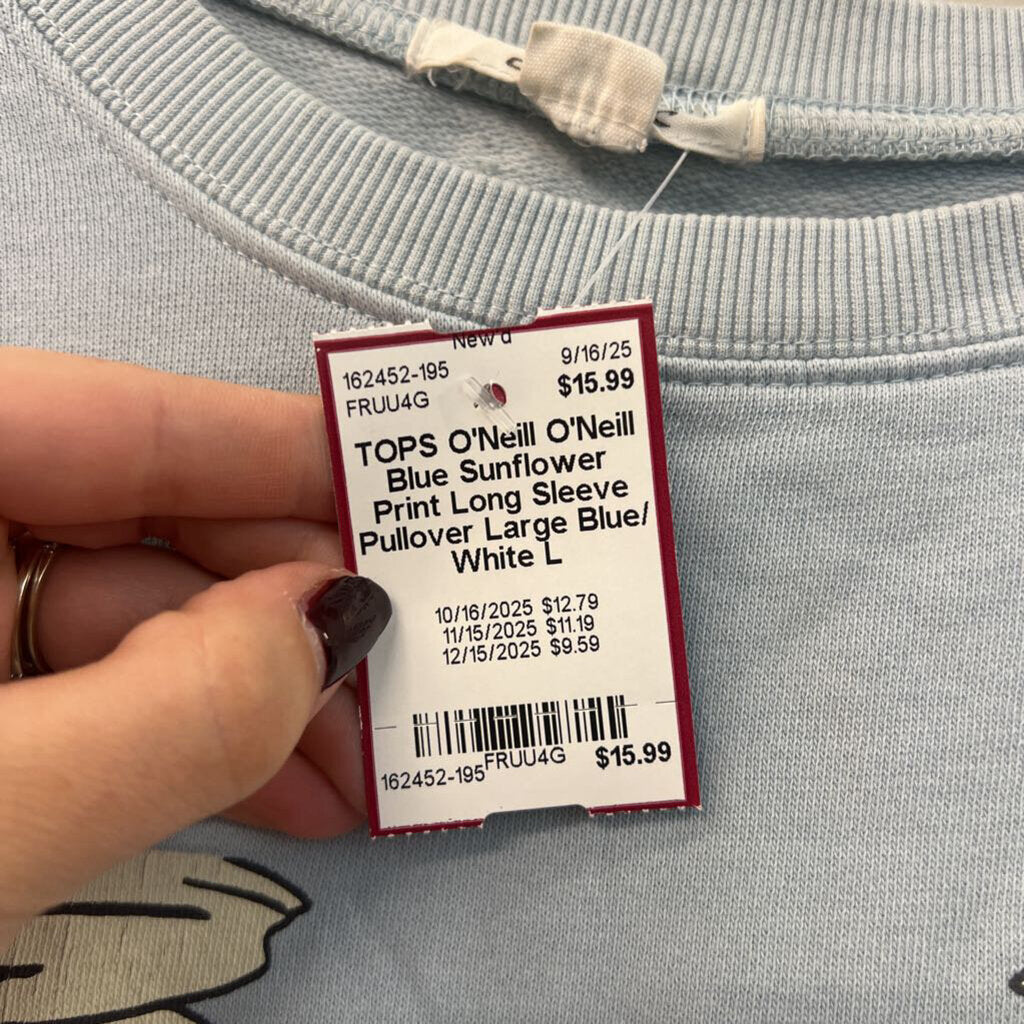 New d
162452-195
9/16/25
FRUU4G
$15.99
TOPS O'Neill O'Neill
Blue Sunflower
Print Long Sleeve
Pullover Large Blue/
White L
10/16/2025 $12.79
11/15/2025 $11.19
12/15/2025 $9.59
162452-195
FRUU4G
$15.99